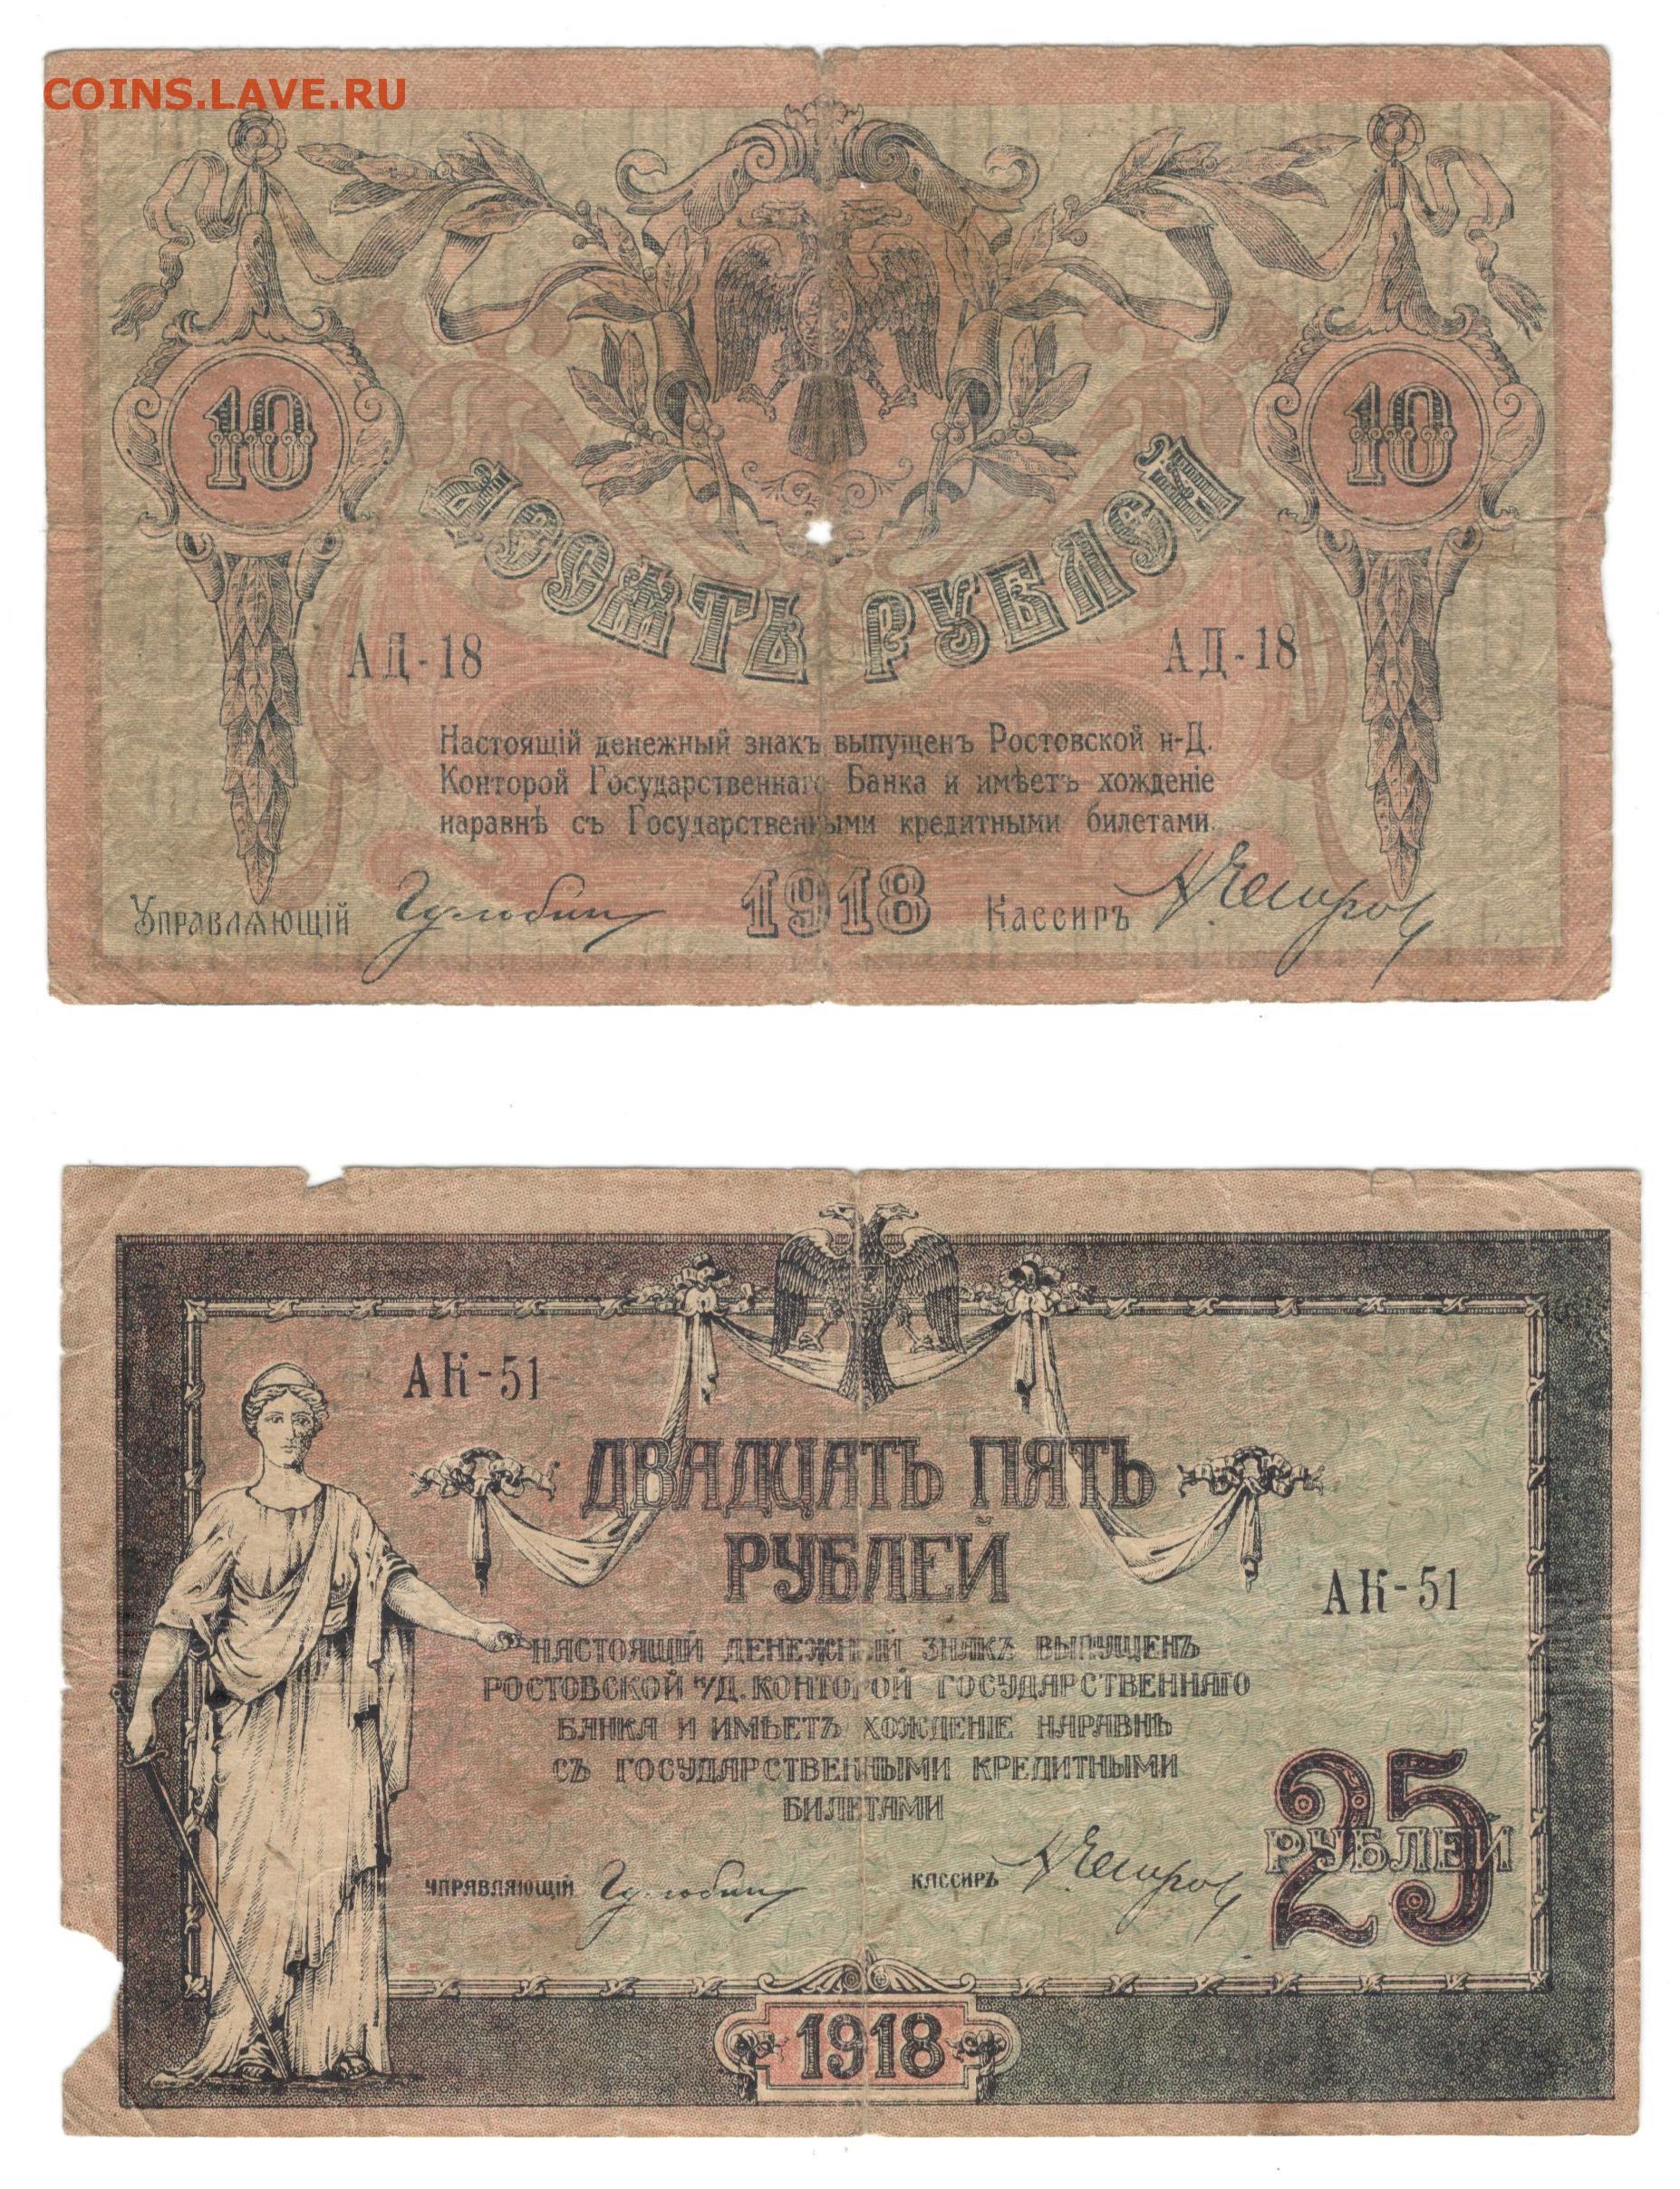 COINS.LAVE.RU
10
10
Десять рублей
АД-18
АД-18
Настоящій денежный знакъ выпущенъ Ростовской н-Д.
Конторой Государственнаго Банка и имѣетъ хожденіе
наравнѣ съ Государственными кредитными билетами.
Управляющій
1918
Кассиръ
АК-51
ДВАДЦАТЬ ПЯТЬ
РУБЛЕЙ
АК-51
НАСТОЯЩІЙ ДЕНЕЖНЫЙ ЗНАКЪ ВЫПУЩЕНЪ
РОСТОВСКОЙ Н/Д. КОНТОРОЙ ГОСУДАРСТВЕННАГО
БАНКА И ИМѢЕТЪ ХОЖДЕНІЕ НАРАВНѢ
СЪ ГОСУДАРСТВЕННЫМИ КРЕДИТНЫМИ
БИЛЕТАМИ
25
РУБЛЕЙ
УПРАВЛЯЮЩІЙ
КАССИРЪ
1918